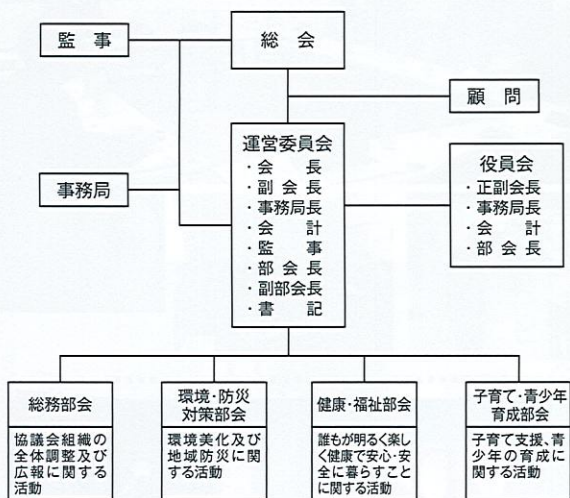 監 事
総 会
顧 問
事務局
運営委員会
・会 長
・副 会 長
・事務局長
・会 計
・監 事
・部 会 長
・副部会長
・書 記
役員会
・正副会長
・事務局長
・会 計
・部 会 長
総務部会
協議会組織の
全体調整及び
広報に関する
活動
環境・防災
対策部会
環境美化及び
地域防災に関
する活動
健康・福祉部会
誰もが明るく楽し
く健康で安心・安
全に暮らすこと
に関する活動
子育て・青少年
育成部会
子育て支援、青
少年の育成に
関する活動